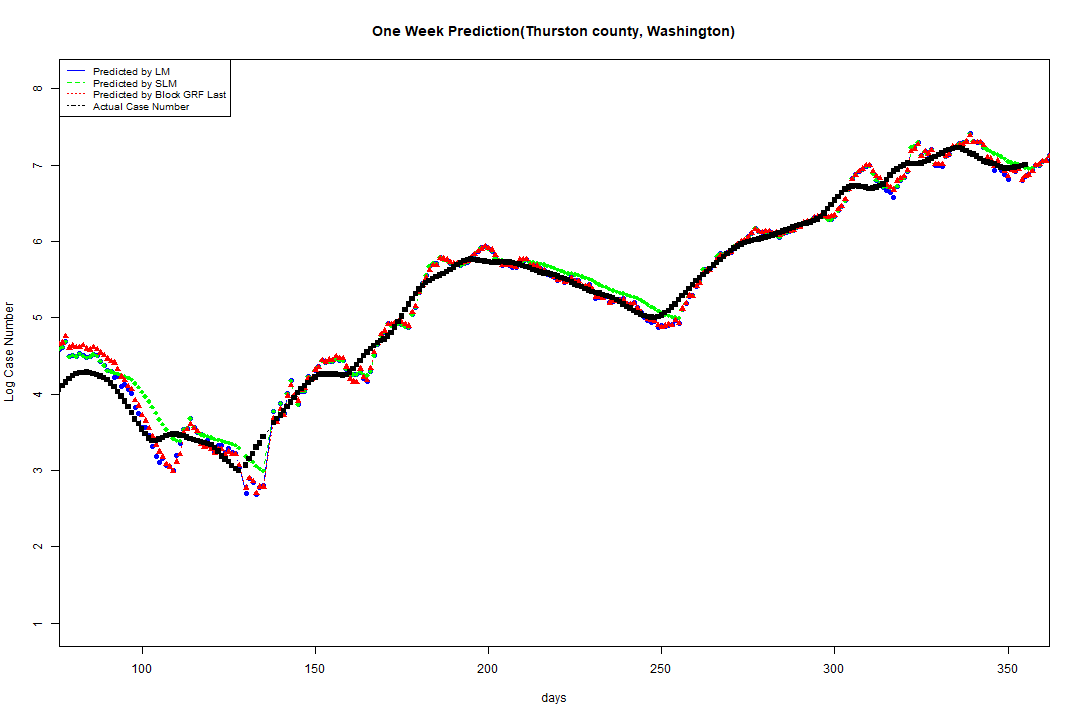 One Week Prediction(Thurston county, Washington)
Predicted by LM
Predicted by SLM
Predicted by Block GRF Last
Actual Case Number
8
7
6
5
4
3
2
1
Log Case Number
100 150 200 250 300 350
days